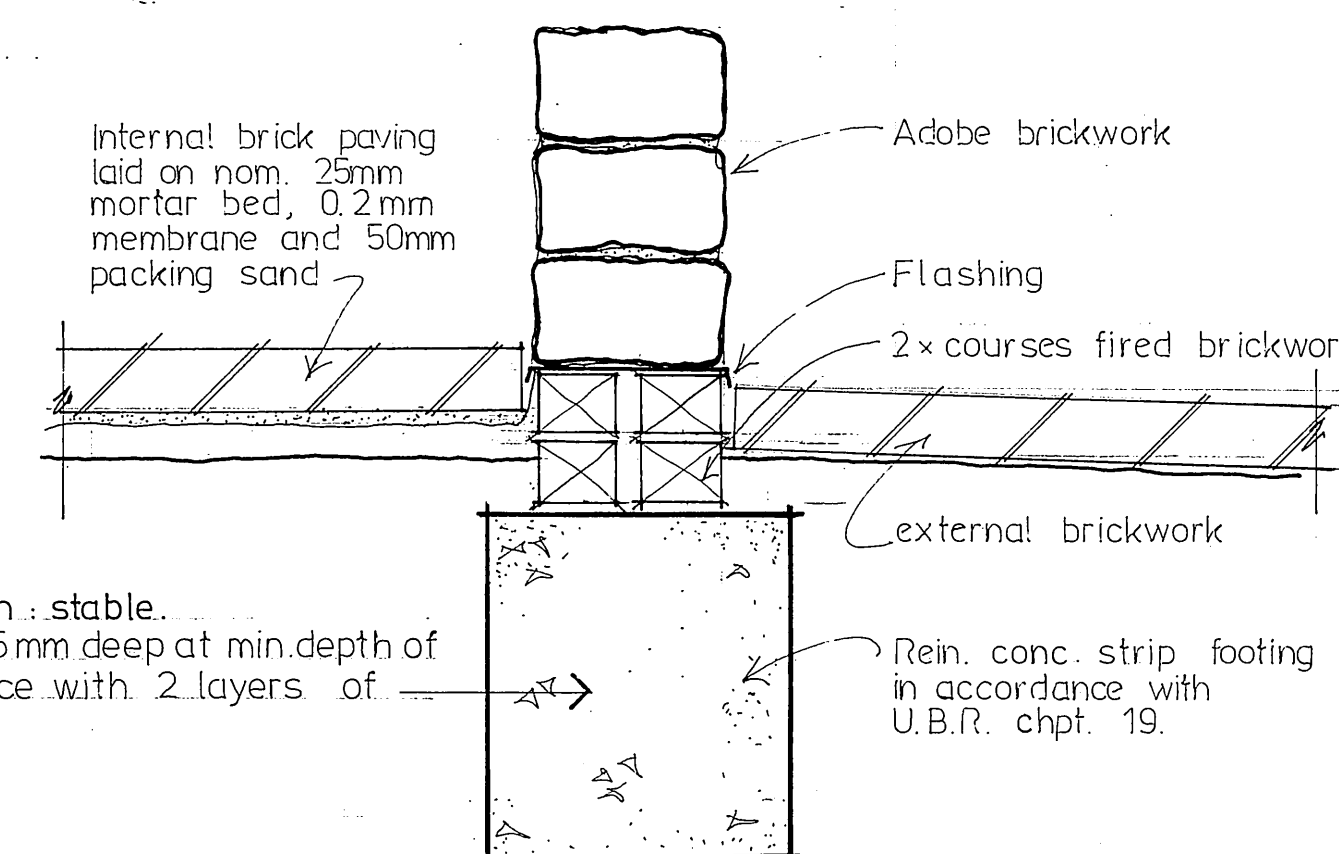 Internal brick paving
laid on nom. 25mm
mortar bed, 0.2mm
membrane and 50mm
packing sand
Adobe brickwork
Flashing
2 x courses fired brickwor
external brickwork
n : stable.
5mm deep at min. depth of
ce with 2 layers of
Rein. conc. strip footing
in accordance with
U.B.R. chpt. 19.